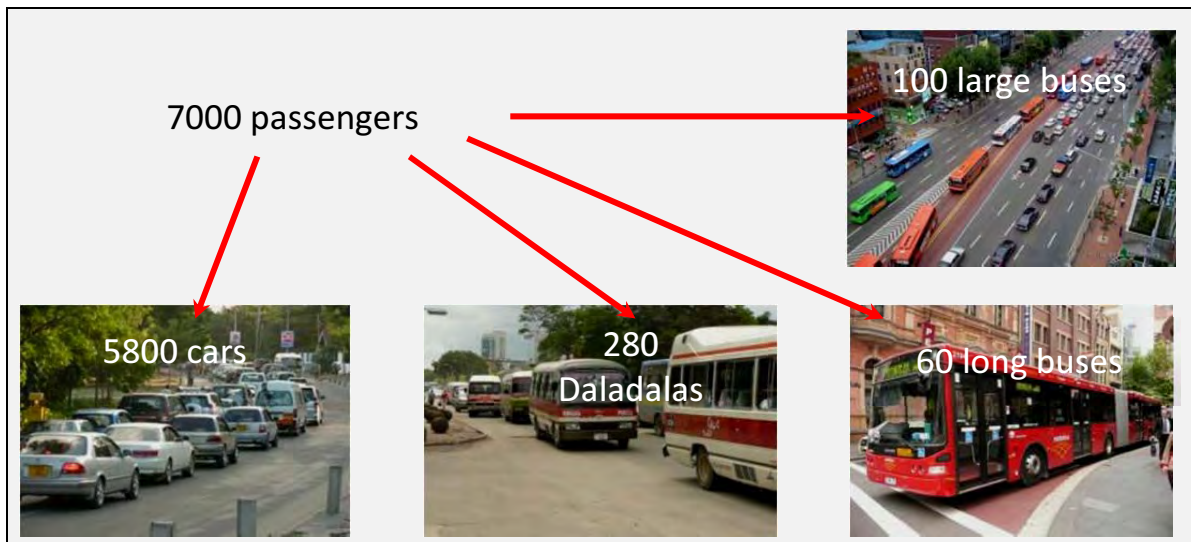 100 large buses
7000 passengers
5800 cars
280
Daladalas
60 long buses